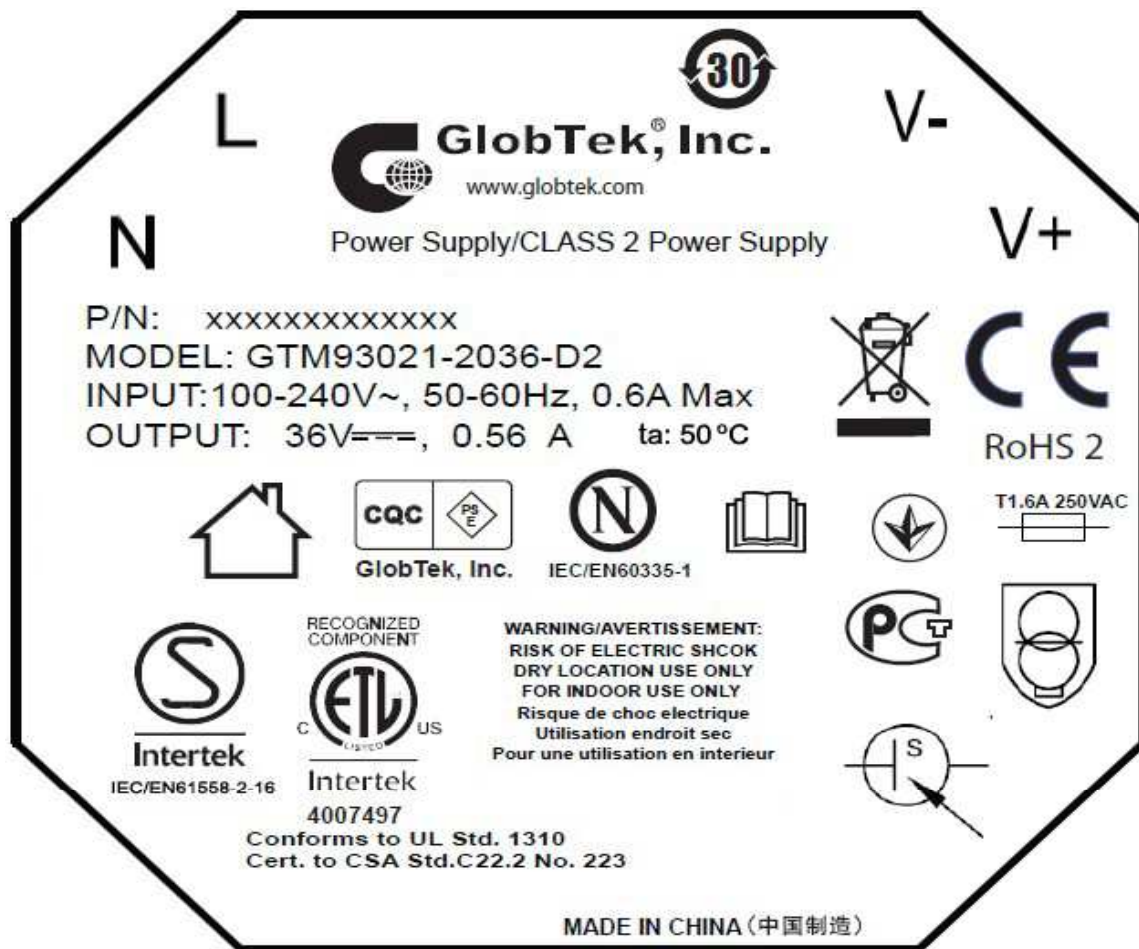 30
L
V-
GlobTek,® Inc.
www.globtek.com
N
V+
Power Supply/CLASS 2 Power Supply
P/N: xxxxxxxxxxxxx
MODEL: GTM93021-2036-D2
INPUT:100-240V~, 50-60Hz, 0.6A Max
OUTPUT: 36V⎓, 0.56 A ta: 50ºC
CE
RoHS 2
CQC
PS
E
GlobTek, Inc.
N
IEC/EN60335-1
T1.6A 250VAC
S
Intertek
IEC/EN61558-2-16
RECOGNIZED
COMPONENT
ETL
LISTED
C US
Intertek
4007497
Conforms to UL Std. 1310
Cert. to CSA Std.C22.2 No. 223
WARNING/AVERTISSEMENT:
RISK OF ELECTRIC SHCOK
DRY LOCATION USE ONLY
FOR INDOOR USE ONLY
Risque de choc electrique
Utilisation endroit sec
Pour une utilisation en interieur
PCT
S
MADE IN CHINA（中国制造）